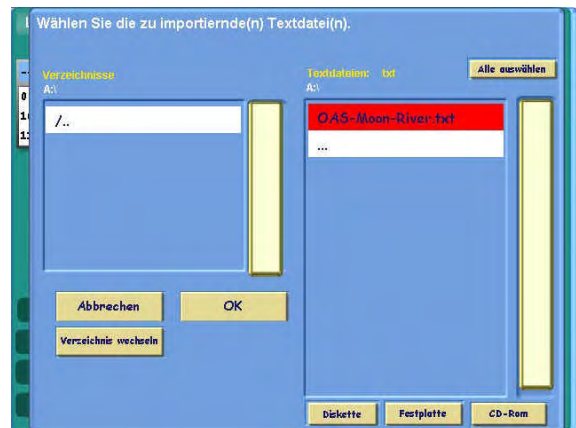 Wählen Sie die zu importiernde(n) Textdatei(n).
Verzeichnisse
A:\
/..
Textdateien: txt
Alle auswählen
A:\
OAS-Moon-River.txt
...
Abbrechen
OK
Verzeichnis wechseln
Diskette
Festplatte
CD-Rom